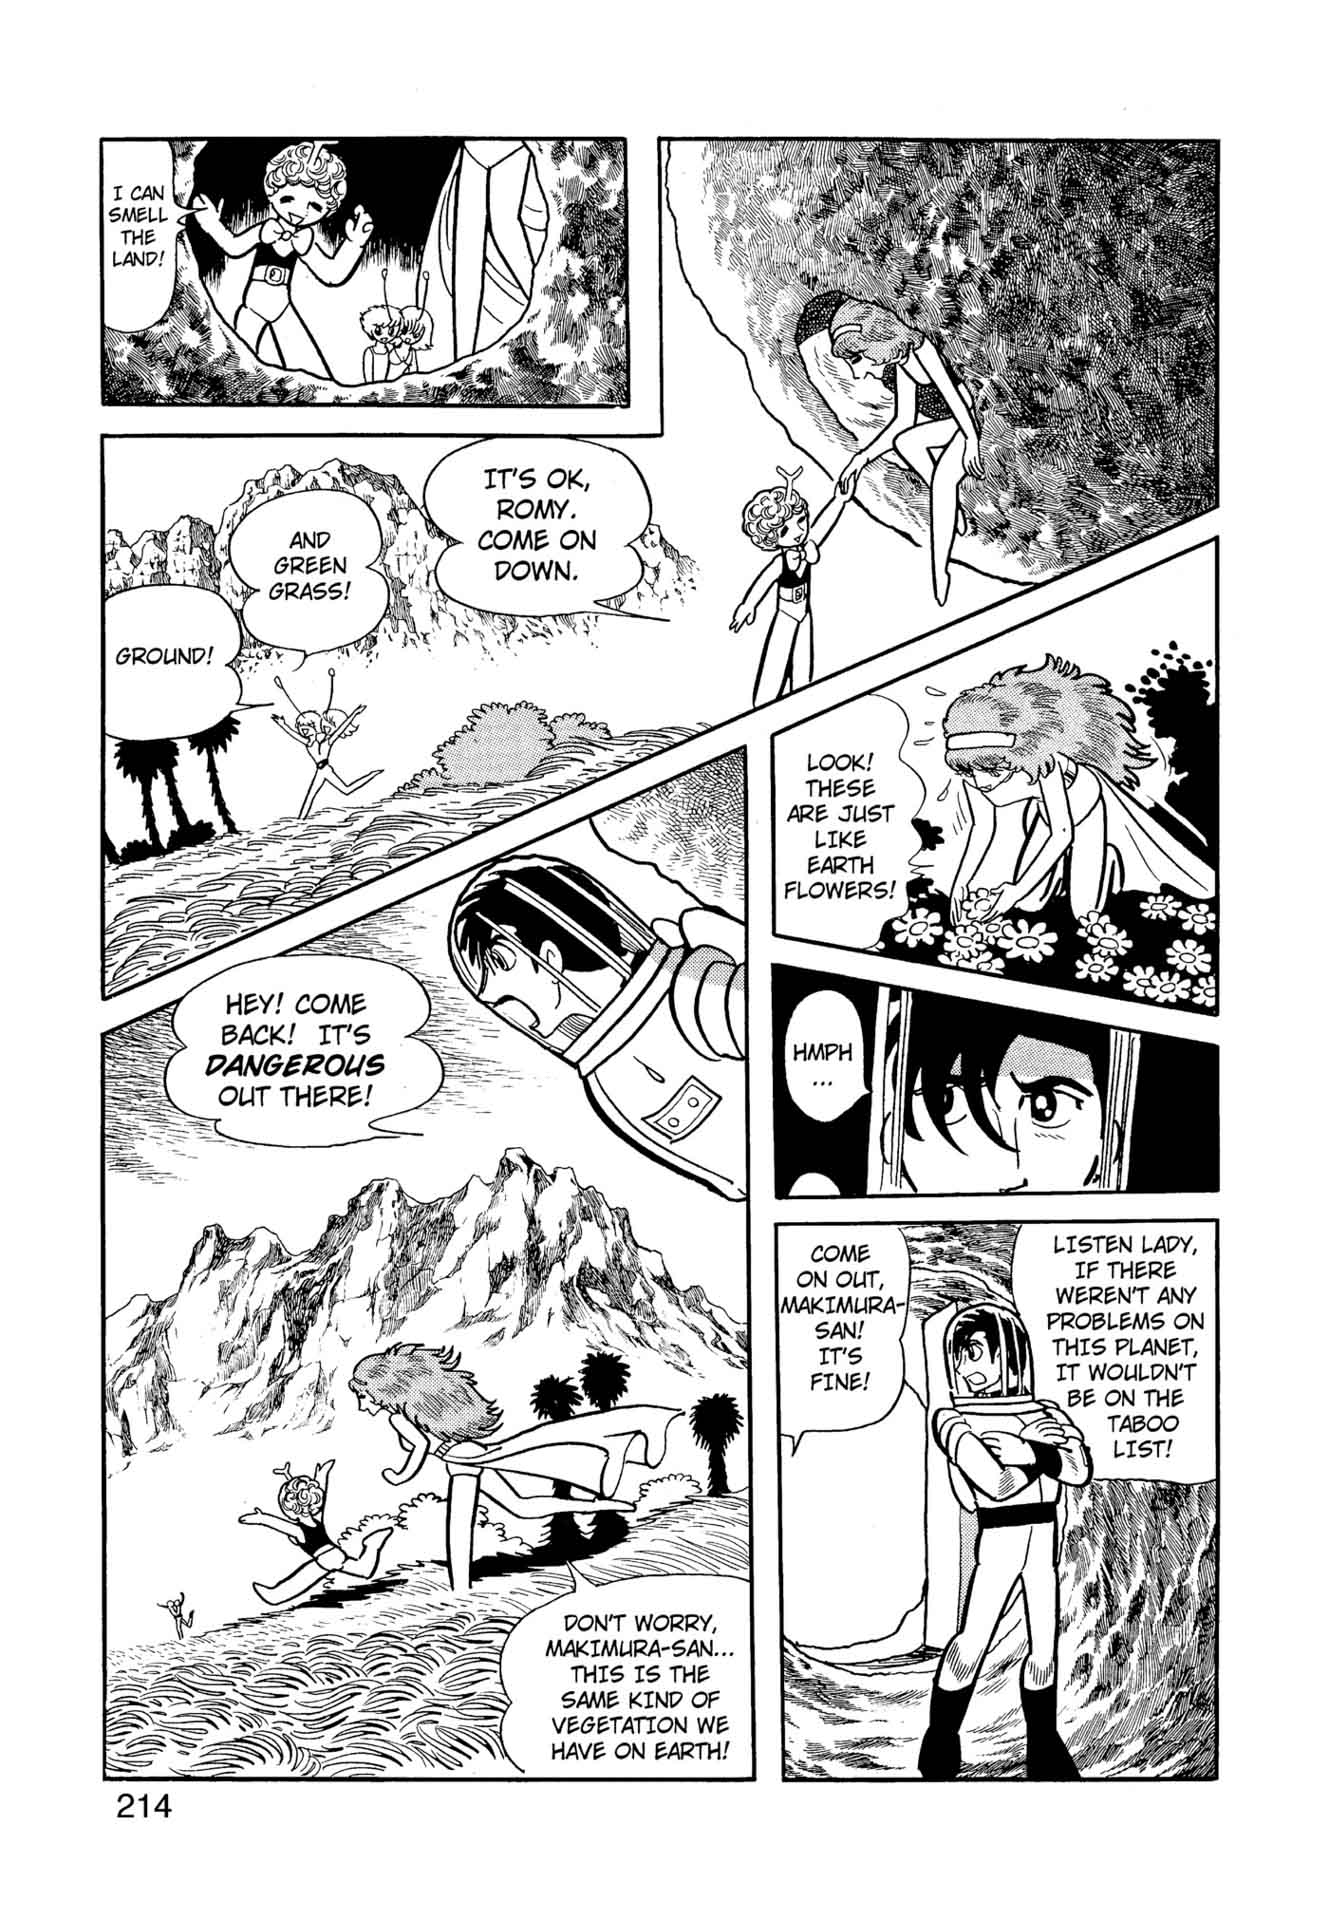 I CAN
SMELL
THE
LAND!
IT'S OK,
ROMY.
COME ON
DOWN.
AND
GREEN
GRASS!
GROUND!
LOOK!
THESE
ARE JUST
LIKE
EARTH
FLOWERS!
HEY! COME
BACK! IT'S
DANGEROUS
OUT THERE!
DON'T WORRY,
MAKIMURA-SAN...
THIS IS THE
SAME KIND OF
VEGETATION WE
HAVE ON EARTH!
HMPH
...
COME
ON OUT,
MAKIMURA-
SAN!
IT'S
FINE!
LISTEN LADY,
IF THERE
WEREN'T ANY
PROBLEMS ON
THIS PLANET,
IT WOULDN'T
BE ON THE
TABOO
LIST!
214